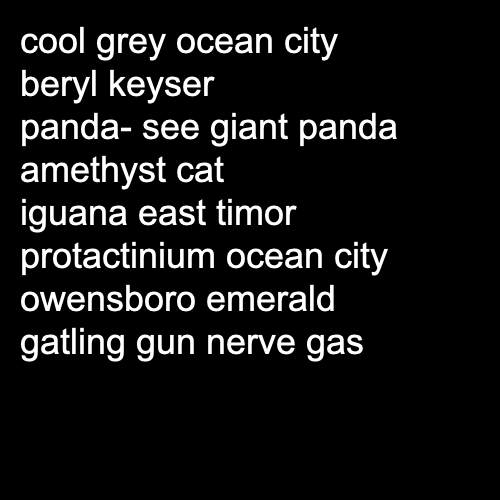 cool grey ocean city
beryl keyser
panda- see giant panda
amethyst cat
iguana east timor
protactinium ocean city
owensboro emerald
gatling gun nerve gas